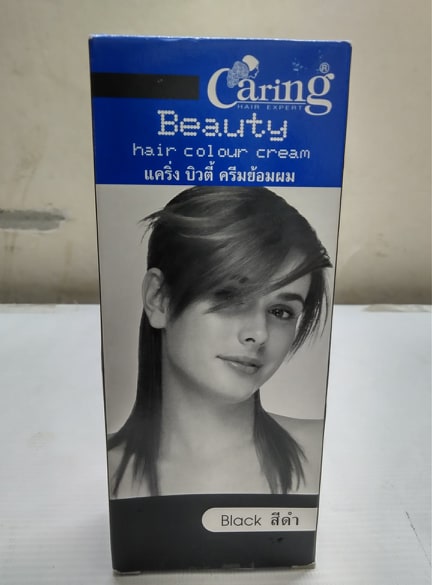 Caring®
HAIR EXPERT
Beauty
hair colour cream
แคริ่ง บิวตี้ ครีมย้อมผม
Black สีดำ